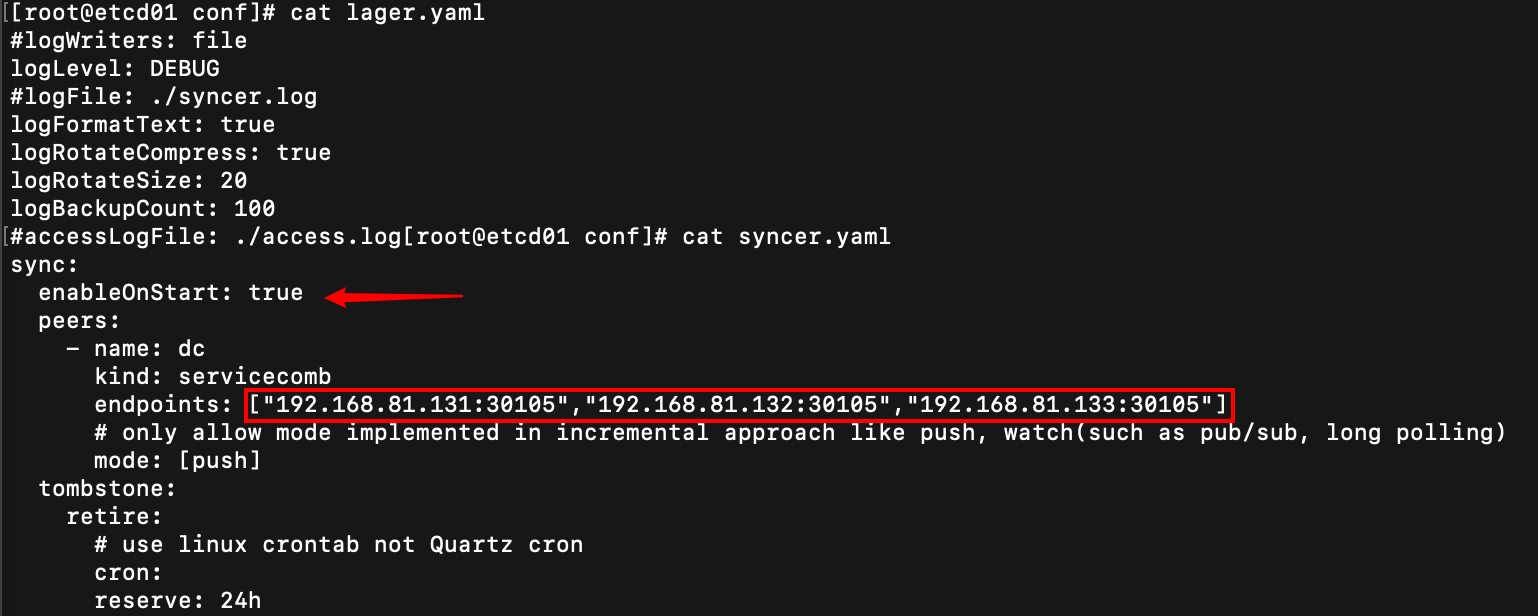 [[root@etcd01 conf]# cat lager.yaml
#logWriters: file
logLevel: DEBUG
#logFile: ./syncer.log
logFormatText: true
logRotateCompress: true
logRotateSize: 20
logBackupCount: 100
[#accessLogFile: ./access.log[root@etcd01 conf]# cat syncer.yaml
sync:
  enableOnStart: true
  peers:
    - name: dc
      kind: servicecomb
      endpoints: ["192.168.81.131:30105","192.168.81.132:30105","192.168.81.133:30105"]
      # only allow mode implemented in incremental approach like push, watch(such as pub/sub, long polling)
      mode: [push]
  tombstone:
    retire:
      # use linux crontab not Quartz cron
      cron:
      reserve: 24h